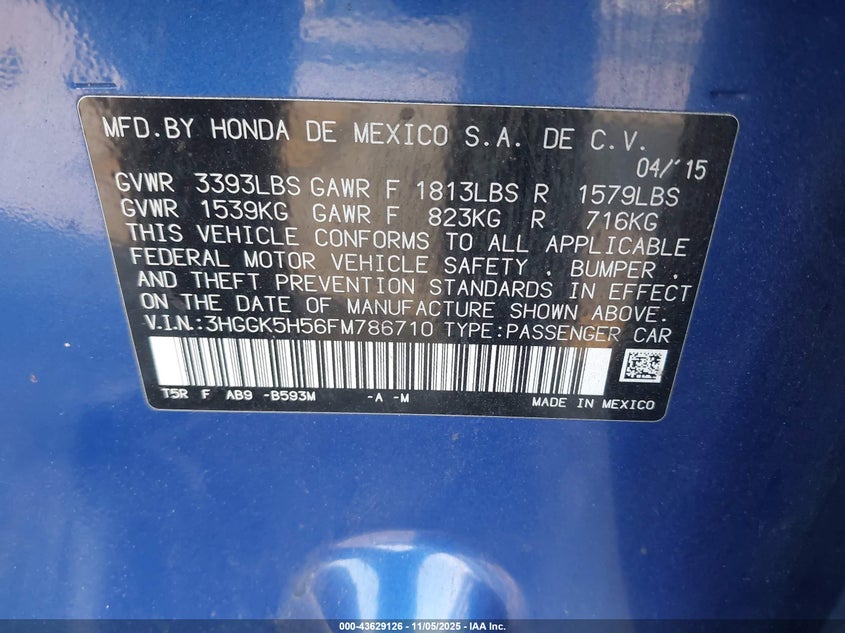 MFD.BY HONDA DE MEXICO S.A. DE C.V.
04/'15
GVWR 3393LBS GAWR F 1813LBS R 1579LBS
GVWR 1539KG GAWR F 823KG R 716KG
THIS VEHICLE CONFORMS TO ALL APPLICABLE
FEDERAL MOTOR VEHICLE SAFETY , BUMPER ,
AND THEFT PREVENTION STANDARDS IN EFFECT
ON THE DATE OF MANUFACTURE SHOWN ABOVE.
V.I.N.:3HGGK5H56FM786710 TYPE:PASSENGER CAR
T5R F AB9 -B593M -A -M MADE IN MEXICO
000-43629126 - 11/05/2025 - IAA Inc.